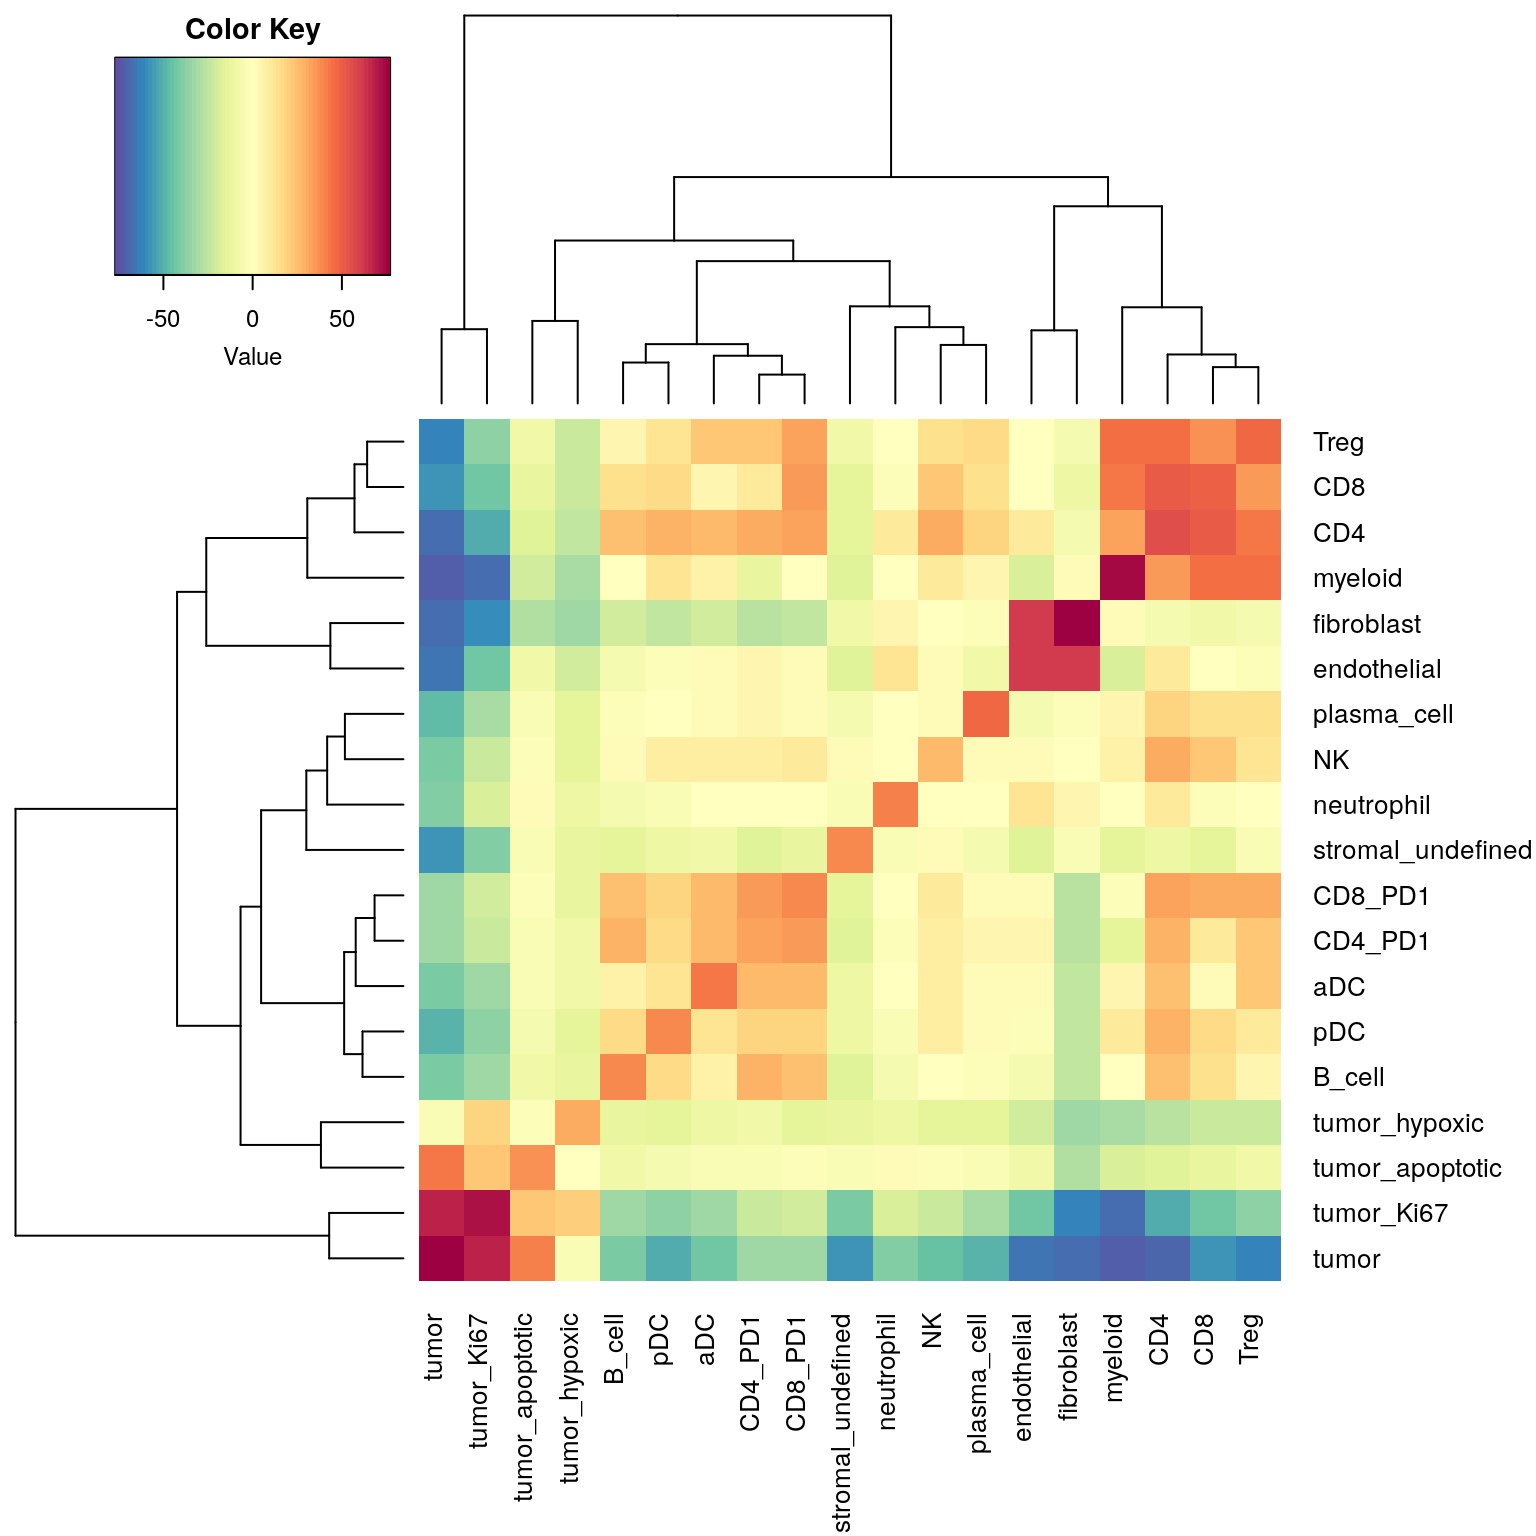 Color Key
-50 0 50
Value
Treg
CD8
CD4
myeloid
fibroblast
endothelial
plasma_cell
NK
neutrophil
stromal_undefined
CD8_PD1
CD4_PD1
aDC
pDC
B_cell
tumor_hypoxic
tumor_apoptotic
tumor_Ki67
tumor
tumor
tumor_Ki67
tumor_apoptotic
tumor_hypoxic
B_cell
pDC
aDC
CD4_PD1
CD8_PD1
stromal_undefined
neutrophil
NK
plasma_cell
endothelial
fibroblast
myeloid
CD4
CD8
Treg